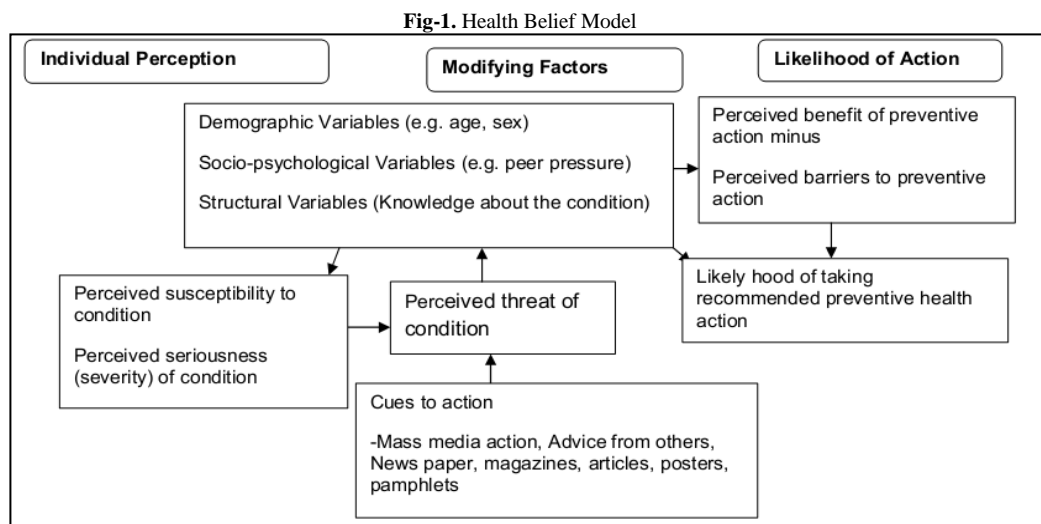 Fig-1. Health Belief Model
Individual Perception
Modifying Factors
Likelihood of Action
Demographic Variables (e.g. age, sex)
Socio-psychological Variables (e.g. peer pressure)
Structural Variables (Knowledge about the condition)
Perceived benefit of preventive
action minus
Perceived barriers to preventive
action
Perceived susceptibility to
condition
Perceived seriousness
(severity) of condition
Perceived threat of
condition
Likely hood of taking
recommended preventive health
action
Cues to action
-Mass media action, Advice from others,
News paper, magazines, articles, posters,
pamphlets